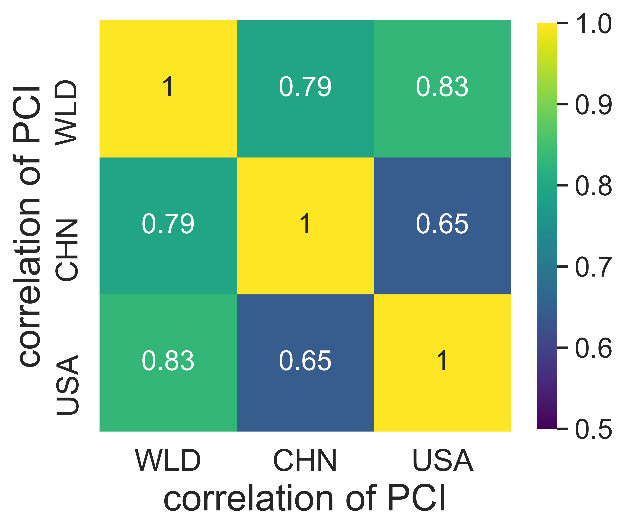 correlation of PCI
WLD
CHN
USA
1 0.79 0.83
0.79 1 0.65
0.83 0.65 1
WLD CHN USA
correlation of PCI
1.0
0.9
0.8
0.7
0.6
0.5